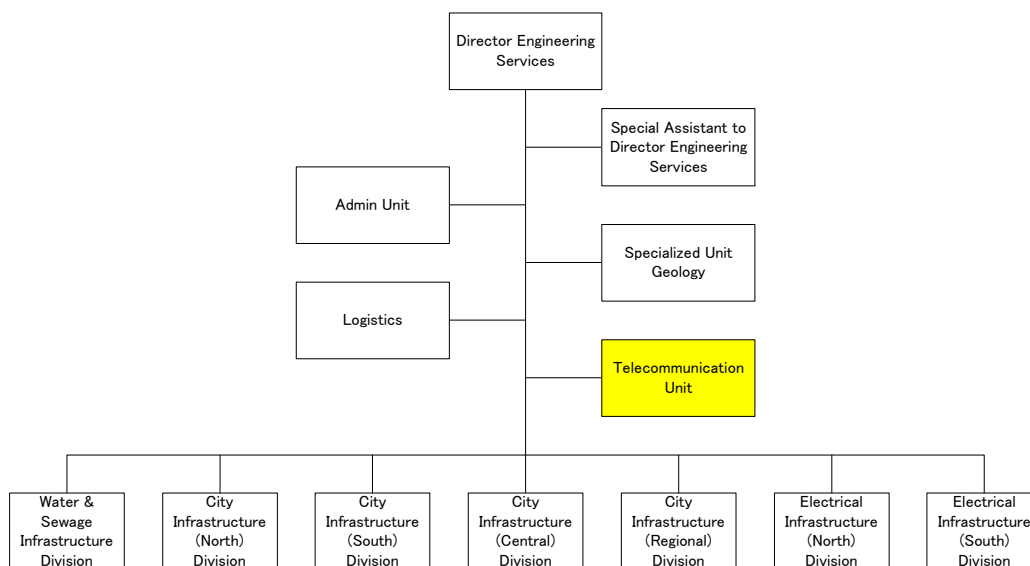 Director Engineering
Services
Special Assistant to
Director Engineering
Services
Admin Unit
Specialized Unit
Geology
Logistics
Telecommunication
Unit
Water &
Sewage
Infrastructure
Division
City
Infrastructure
(North)
Division
City
Infrastructure
(South)
Division
City
Infrastructure
(Central)
Division
City
Infrastructure
(Regional)
Division
Electrical
Infrastructure
(North)
Division
Electrical
Infrastructure
(South)
Division